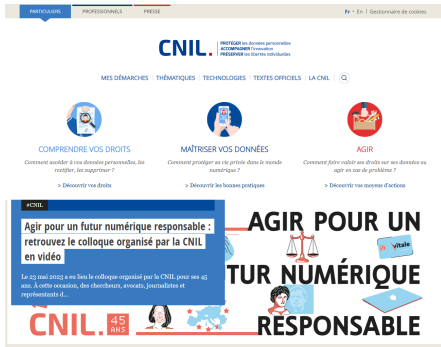 PARTICULIERS PROFESSIONNELS PRESSE Fr • En | Gestionnaire de cookies
CNIL. PROTÉGER les données personnelles
ACCOMPAGNER l'innovation
PRÉSERVER les libertés individuelles
MES DÉMARCHES | THÉMATIQUES | TECHNOLOGIES | TEXTES OFFICIELS | LA CNIL |
COMPRENDRE VOS DROITS
Comment accéder à vos données personnelles, les
rectifier, les supprimer ?
> Découvrir vos droits
MAÎTRISER VOS DONNÉES
Comment protéger sa vie privée dans le monde
numérique ?
> Découvrir les bonnes pratiques
AGIR
Comment faire valoir ses droits sur ses données ou
agir en cas de problème ?
> Découvrir vos moyens d'actions
#CNIL
Agir pour un futur numérique responsable :
retrouvez le colloque organisé par la CNIL
en vidéo
Le 23 mai 2023 a eu lieu le colloque organisé par la CNIL pour ses 45
ans. À cette occasion, des chercheurs, avocats, journalistes et
représentants d...
AGIR POUR UN
vitale
TUR NUMÉRIQUE
RESPONSABLE
CNIL. 45
ANS